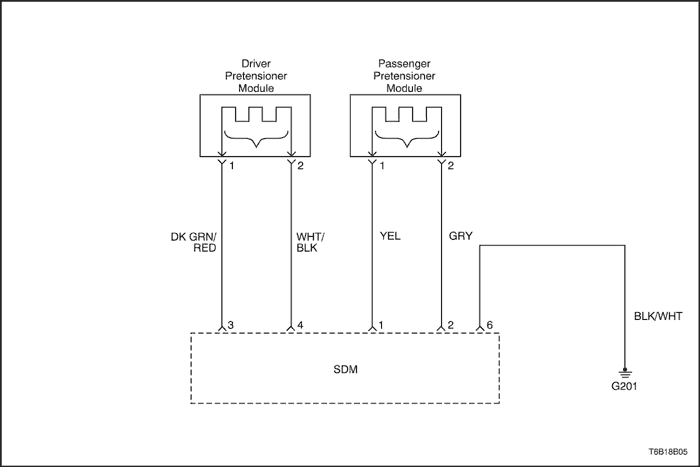 Driver
Pretensioner
Module
Passenger
Pretensioner
Module
1
2
1
2
DK GRN/
RED
WHT/
BLK
YEL
GRY
BLK/WHT
3
4
1
2
6
SDM
G201
T6B18B05